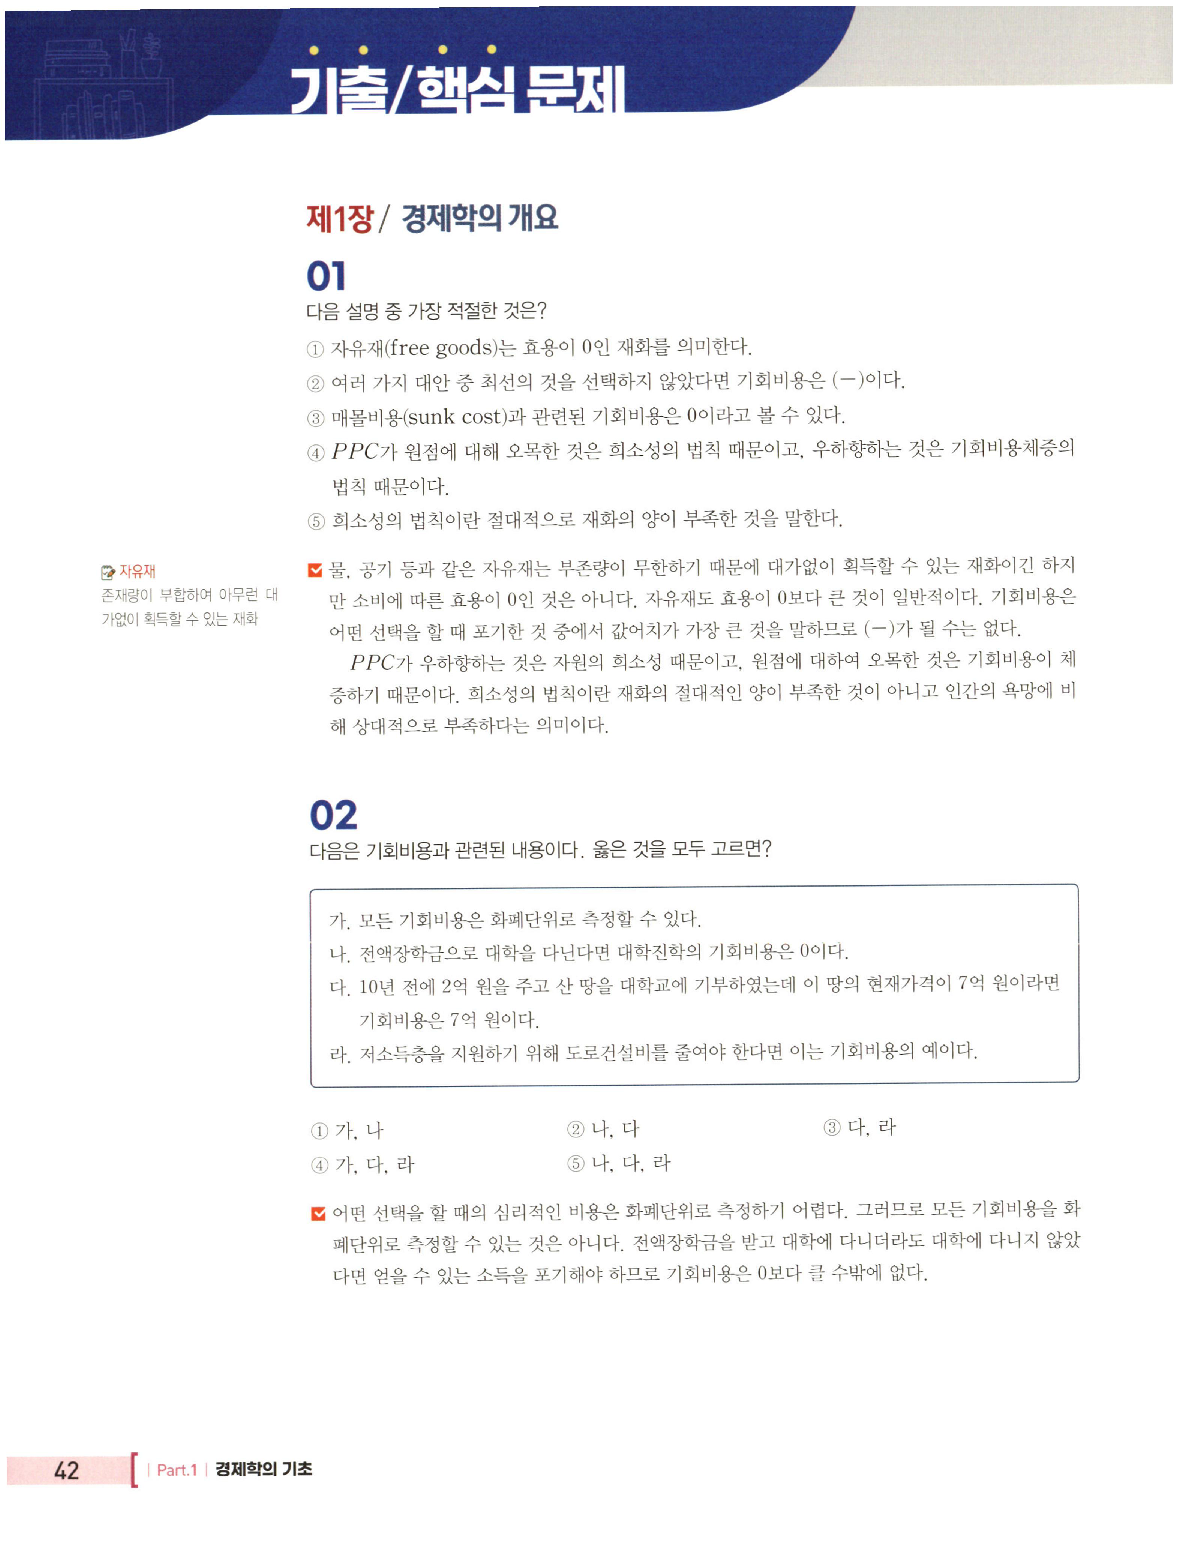 기출/핵심 문제
제1장/ 경제학의 개요
01
다음 설명 중 가장 적절한 것은?
① 자유재(free goods)는 효용이 0인 재화를 의미한다.
② 여러 가지 대안 중 최선의 것을 선택하지 않았다면 기회비용은 (−)이다.
③ 매몰비용(sunk cost)과 관련된 기회비용은 0이라고 볼 수 있다.
④ PPC가 원점에 대해 오목한 것은 희소성의 법칙 때문이고, 우하향하는 것은 기회비용체증의
법칙 때문이다.
⑤ 희소성의 법칙이란 절대적으로 재화의 양이 부족한 것을 말한다.
자유재
존재량이 부합하여 아무런 대
가없이 획득할 수 있는 재화
물, 공기 등과 같은 자유재는 부존량이 무한하기 때문에 대가없이 획득할 수 있는 재화이긴 하지
만 소비에 따른 효용이 0인 것은 아니다. 자유재도 효용이 0보다 큰 것이 일반적이다. 기회비용은
어떤 선택을 할 때 포기한 것 중에서 값어치가 가장 큰 것을 말하므로 (−)가 될 수는 없다.
PPC가 우하향하는 것은 자원의 희소성 때문이고, 원점에 대하여 오목한 것은 기회비용이 체
증하기 때문이다. 희소성의 법칙이란 재화의 절대적인 양이 부족한 것이 아니고 인간의 욕망에 비
해 상대적으로 부족하다는 의미이다.
02
다음은 기회비용과 관련된 내용이다. 옳은 것을 모두 고르면?
가. 모든 기회비용은 화폐단위로 측정할 수 있다.
나. 전액장학금으로 대학을 다닌다면 대학진학의 기회비용은 0이다.
다. 10년 전에 2억 원을 주고 산 땅을 대학교에 기부하였는데 이 땅의 현재가격이 7억 원이라면
기회비용은 7억 원이다.
라. 저소득층을 지원하기 위해 도로건설비를 줄여야 한다면 이는 기회비용의 예이다.
① 가, 나 ② 나, 다 ③ 다, 라
④ 가, 다, 라 ⑤ 나, 다, 라
어떤 선택을 할 때의 심리적인 비용은 화폐단위로 측정하기 어렵다. 그러므로 모든 기회비용을 화
폐단위로 측정할 수 있는 것은 아니다. 전액장학금을 받고 대학에 다니더라도 대학에 다니지 않았
다면 얻을 수 있는 소득을 포기해야 하므로 기회비용은 0보다 클 수밖에 없다.
42 | Part.1 | 경제학의 기초